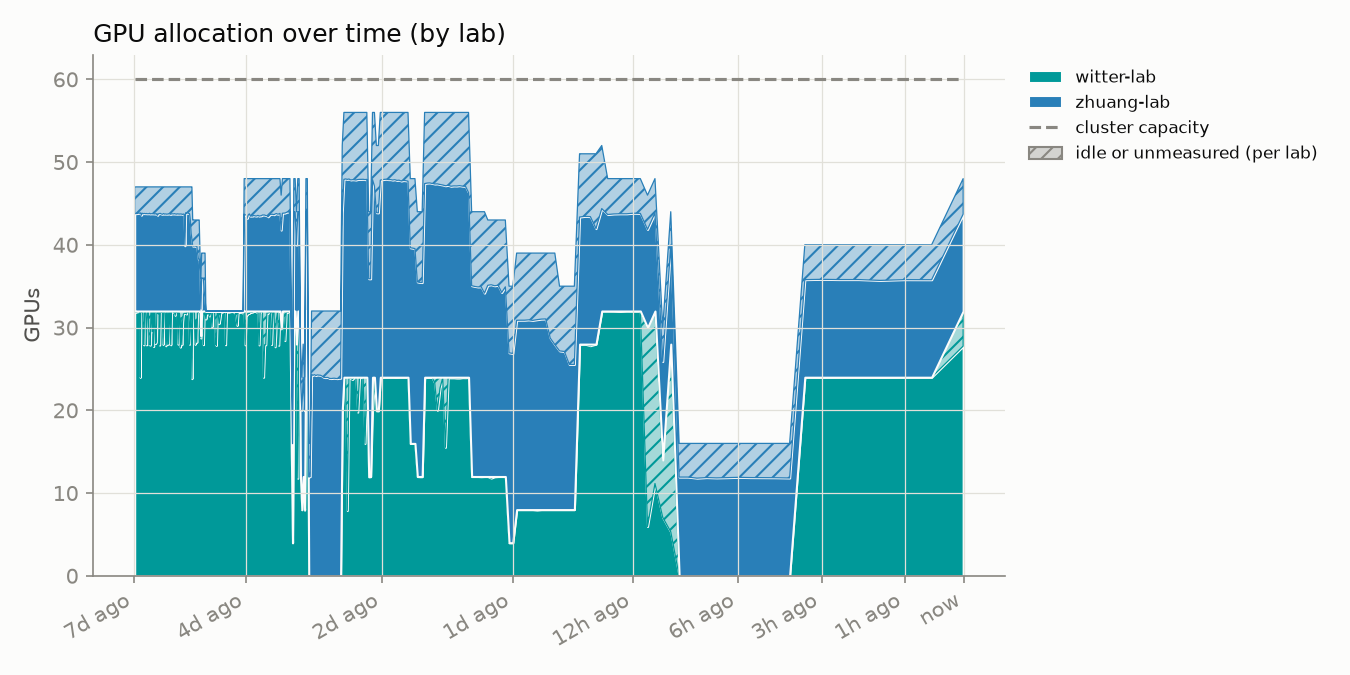 GPU allocation over time (by lab)
witter-lab
zhuang-lab
cluster capacity
idle or unmeasured (per lab)
GPUs
60
50
40
30
20
10
0
7d ago
4d ago
2d ago
1d ago
12h ago
6h ago
3h ago
1h ago
now